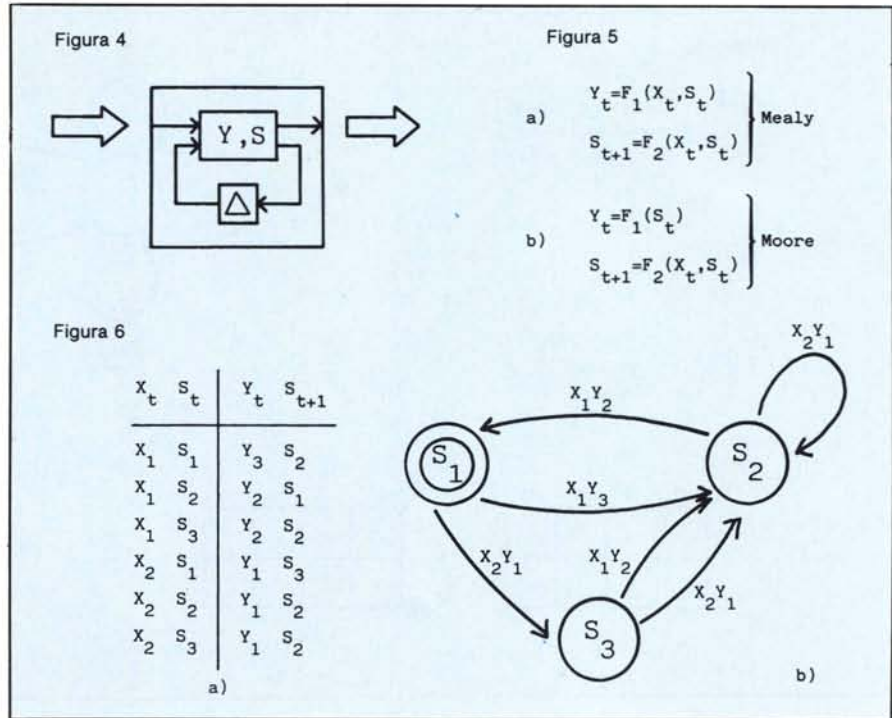 Figura 4
Y,S
△
Figura 5
a)
Y_t=F_1(X_t,S_t)
S_{t+1}=F_2(X_t,S_t)
Mealy
b)
Y_t=F_1(S_t)
S_{t+1}=F_2(X_t,S_t)
Moore
Figura 6
X_t S_t Y_t S_{t+1}
X_1 S_1 Y_3 S_2
X_1 S_2 Y_2 S_1
X_1 S_3 Y_2 S_2
X_2 S_1 Y_1 S_3
X_2 S_2 Y_1 S_2
X_2 S_3 Y_1 S_2
a)
X_2Y_1
X_1Y_2
S_1
S_2
X_1Y_3
X_2Y_1
X_1Y_2
X_2Y_1
S_3
b)